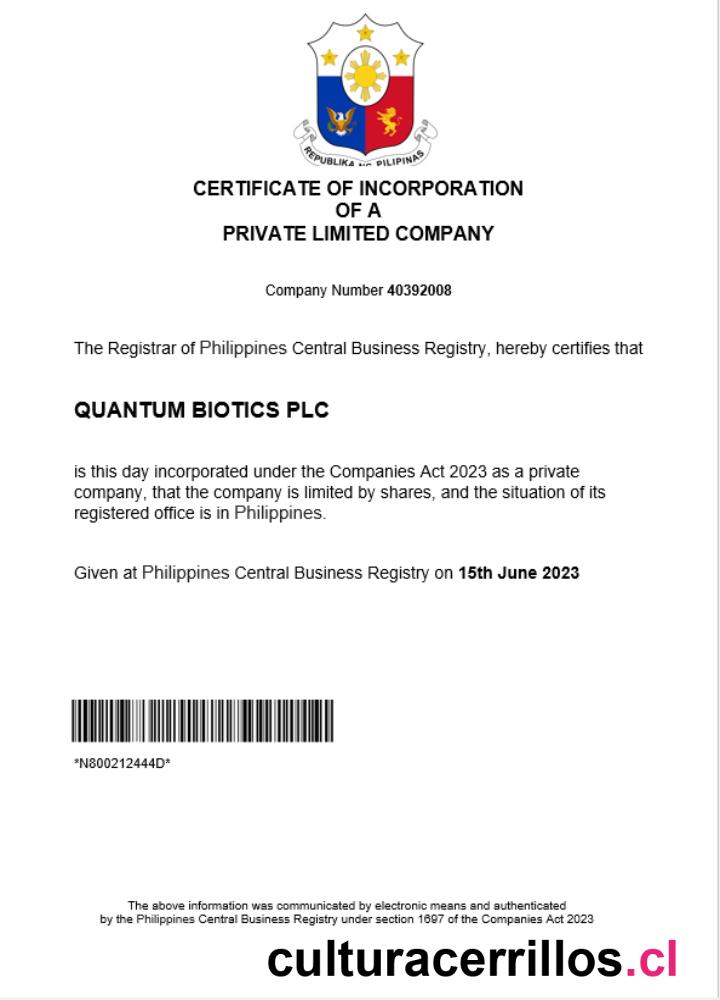 REPUBLIKA NG PILIPINAS
CERTIFICATE OF INCORPORATION
OF A
PRIVATE LIMITED COMPANY
Company Number 40392008
The Registrar of Philippines Central Business Registry, hereby certifies that
QUANTUM BIOTICS PLC
is this day incorporated under the Companies Act 2023 as a private
company, that the company is limited by shares, and the situation of its
registered office is in Philippines.
Given at Philippines Central Business Registry on 15th June 2023
*N800212444D*
The above information was communicated by electronic means and authenticated
by the Philippines Central Business Registry under section 1697 of the Companies Act 2023
culturacerrillos.cl